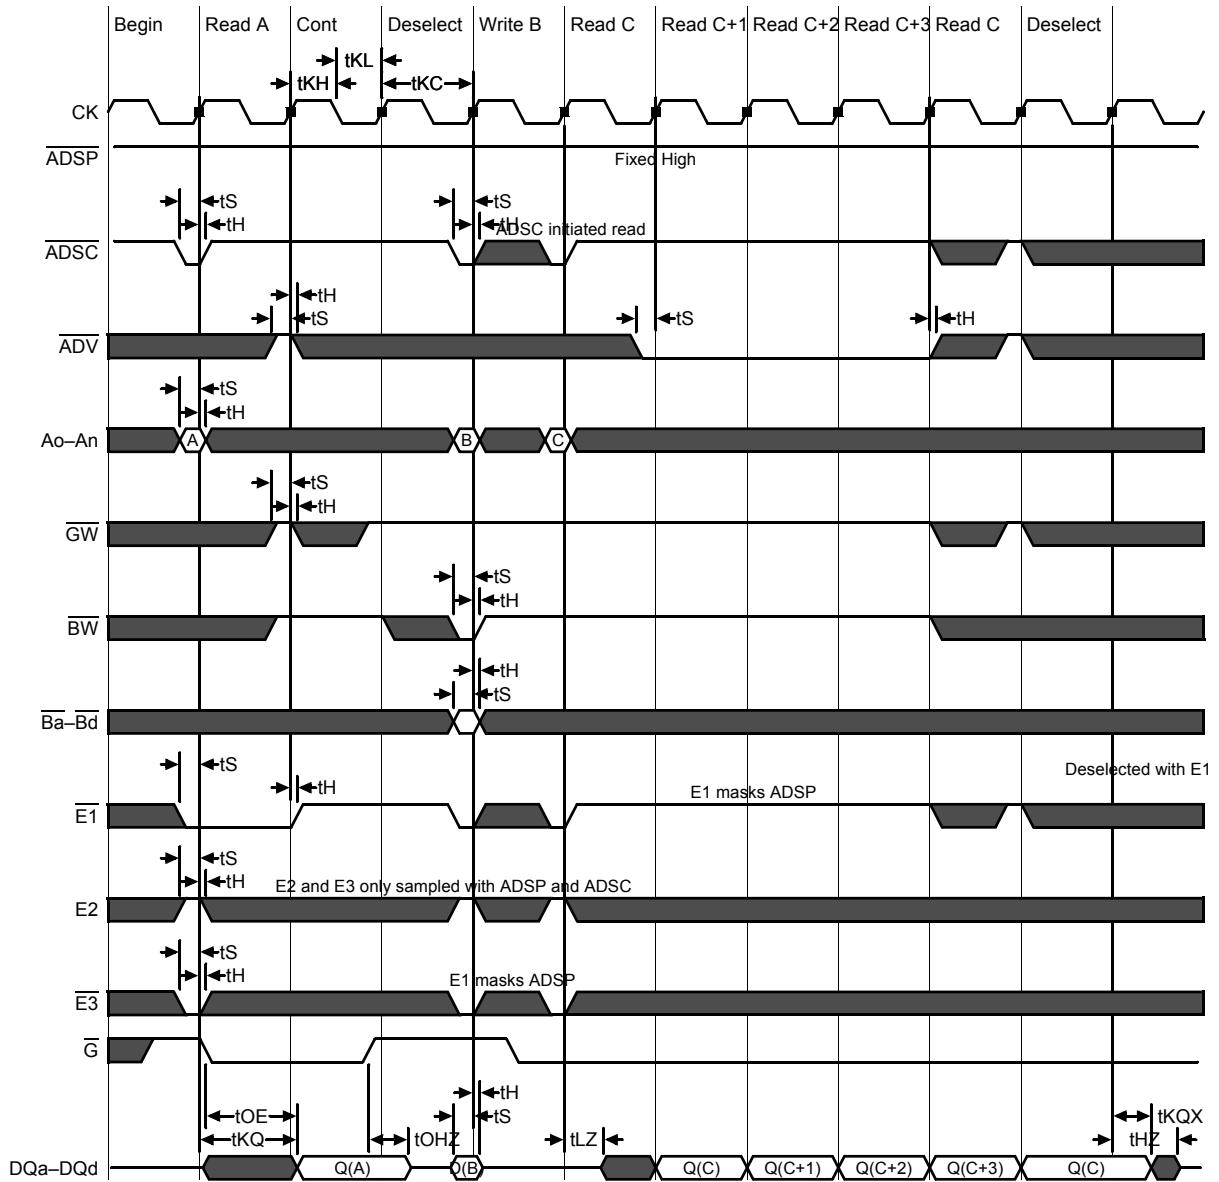 Begin Read A Cont Deselect Write B Read C Read C+1 Read C+2 Read C+3 Read C Deselect
tKL
tKH tKC
CK
ADSP Fixed High
tS tS
tH tH
ADSC initiated read
ADSC
tH
tS tS tH
ADV
tS
tH
Ao–An A B C
tS
tH
GW
tS
tH
BW
tH
tS
Ba–Bd
tS Deselected with E1
tH E1 masks ADSP
E1
tS
tH E2 and E3 only sampled with ADSP and ADSC
E2
tS
tH E1 masks ADSP
E3
G
tH
tOE tS tKQX
tKQ tOHZ tLZ tHZ
DQa–DQd Q(A) D(B) Q(C) Q(C+1) Q(C+2) Q(C+3) Q(C)